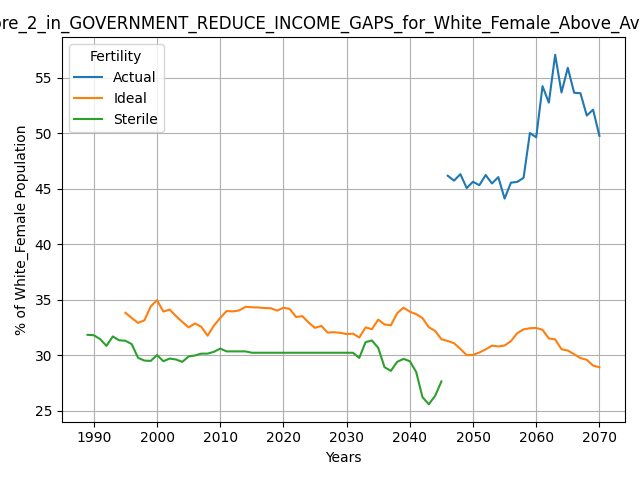 re_2_in_GOVERNMENT_REDUCE_INCOME_GAPS_for_White_Female_Above_Av
Fertility
Actual
Ideal
Sterile
% of White_Female Population
55
50
45
40
35
30
25
1990
2000
2010
2020
2030
2040
2050
2060
2070
Years